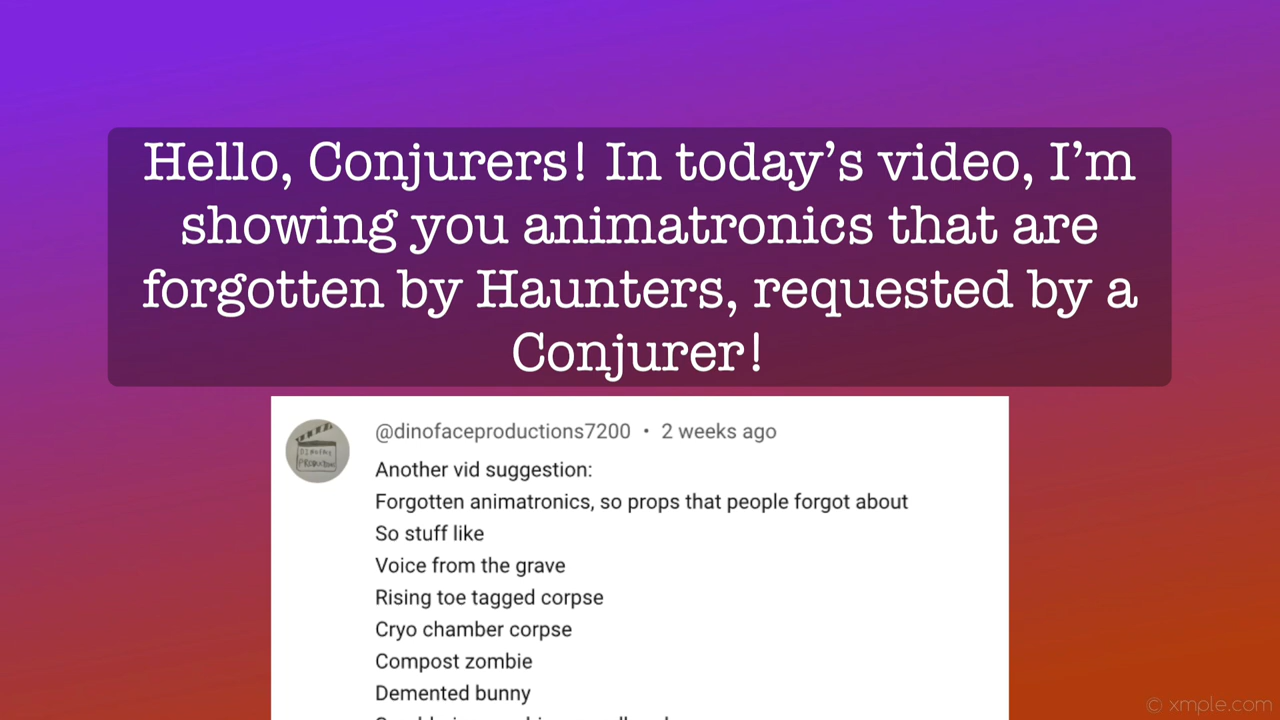 Hello, Conjurers! In today’s video, I’m
showing you animatronics that are
forgotten by Haunters, requested by a
Conjurer!
@dinofaceproductions7200 • 2 weeks ago
Another vid suggestion:
Forgotten animatronics, so props that people forgot about
So stuff like
Voice from the grave
Rising toe tagged corpse
Cryo chamber corpse
Compost zombie
Demented bunny
© xmple.com